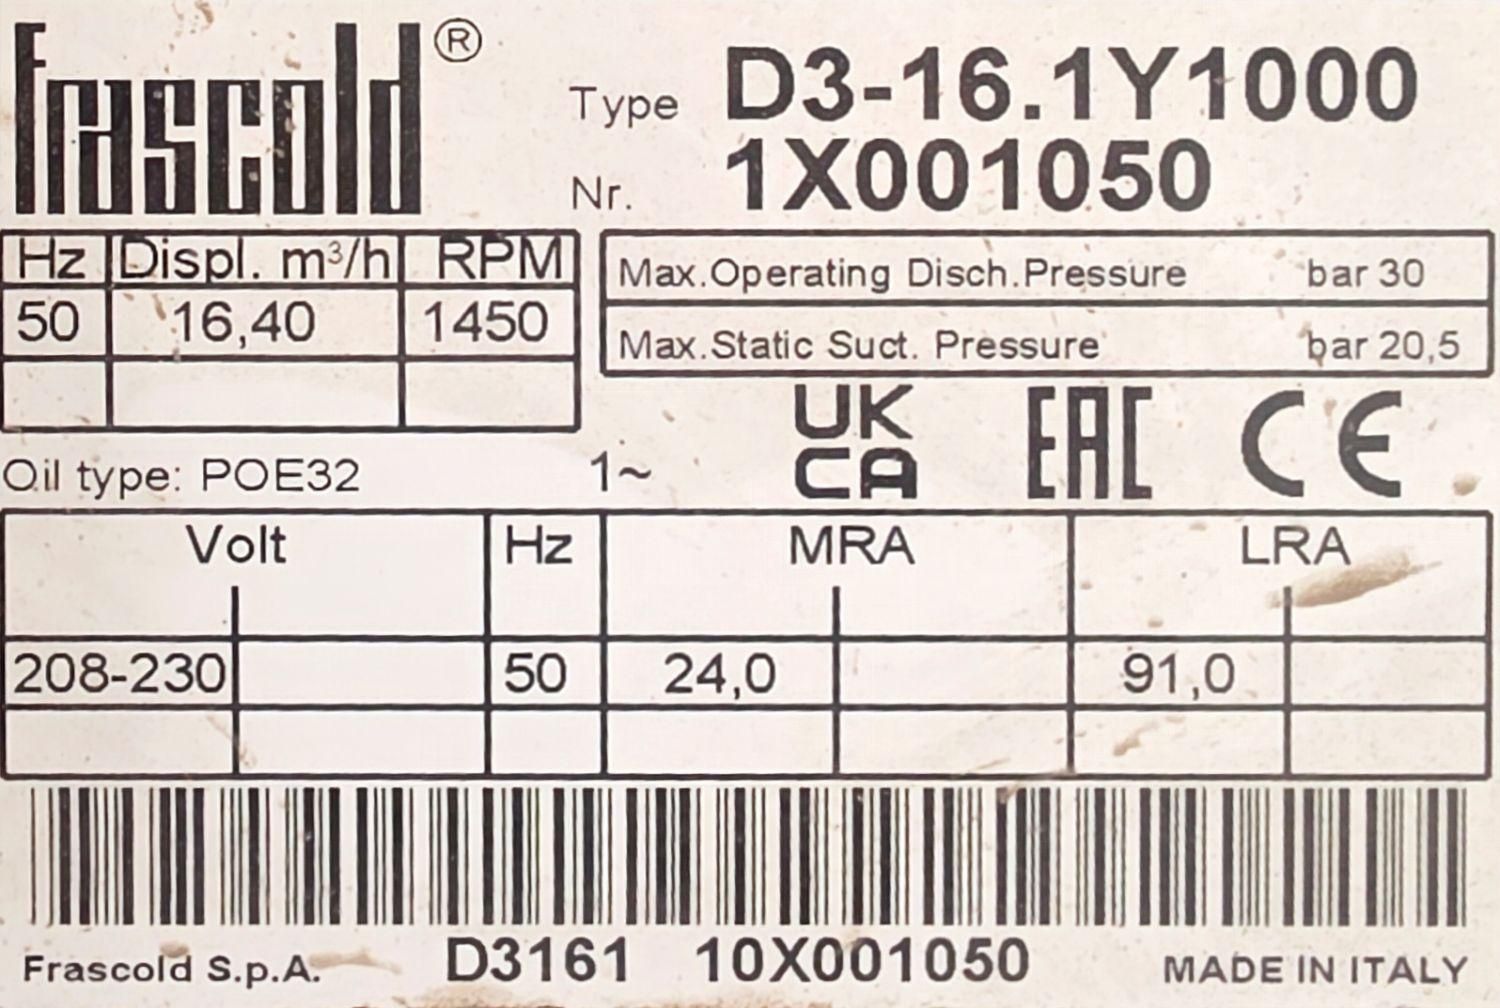 Frascold®
Type D3-16.1Y1000
Nr. 1X001050
Hz Displ. m³/h RPM
50 16,40 1450
Max.Operating Disch.Pressure bar 30
Max.Static Suct. Pressure bar 20,5
UK
CA
EAC
CE
Oil type: POE32 1~
Volt Hz MRA LRA
208-230 50 24,0 91,0
Frascold S.p.A. D3161 10X001050 MADE IN ITALY